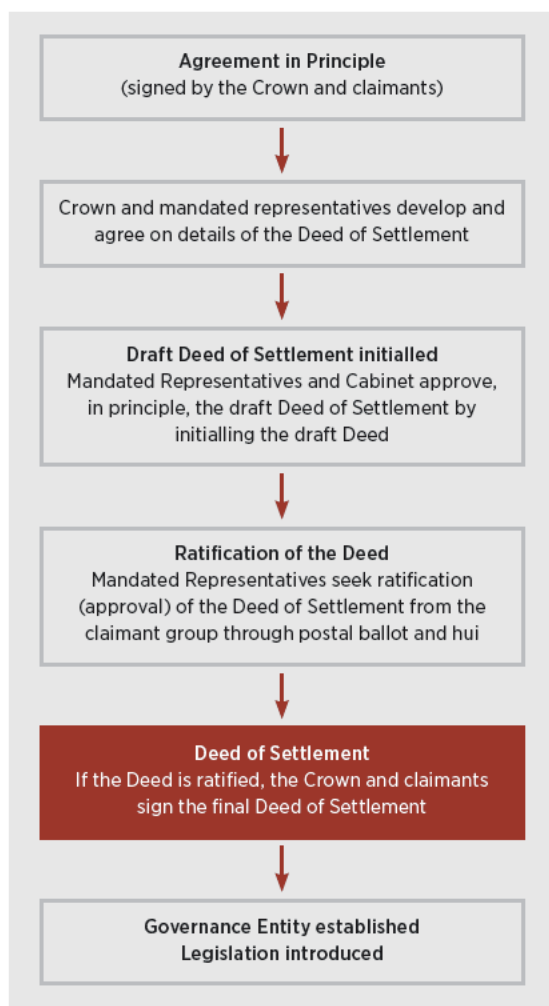 Agreement in Principle
(signed by the Crown and claimants)
Crown and mandated representatives develop and
agree on details of the Deed of Settlement
Draft Deed of Settlement initialled
Mandated Representatives and Cabinet approve,
in principle, the draft Deed of Settlement by
initialling the draft Deed
Ratification of the Deed
Mandated Representatives seek ratification
(approval) of the Deed of Settlement from the
claimant group through postal ballot and hui
Deed of Settlement
If the Deed is ratified, the Crown and claimants
sign the final Deed of Settlement
Governance Entity established
Legislation introduced